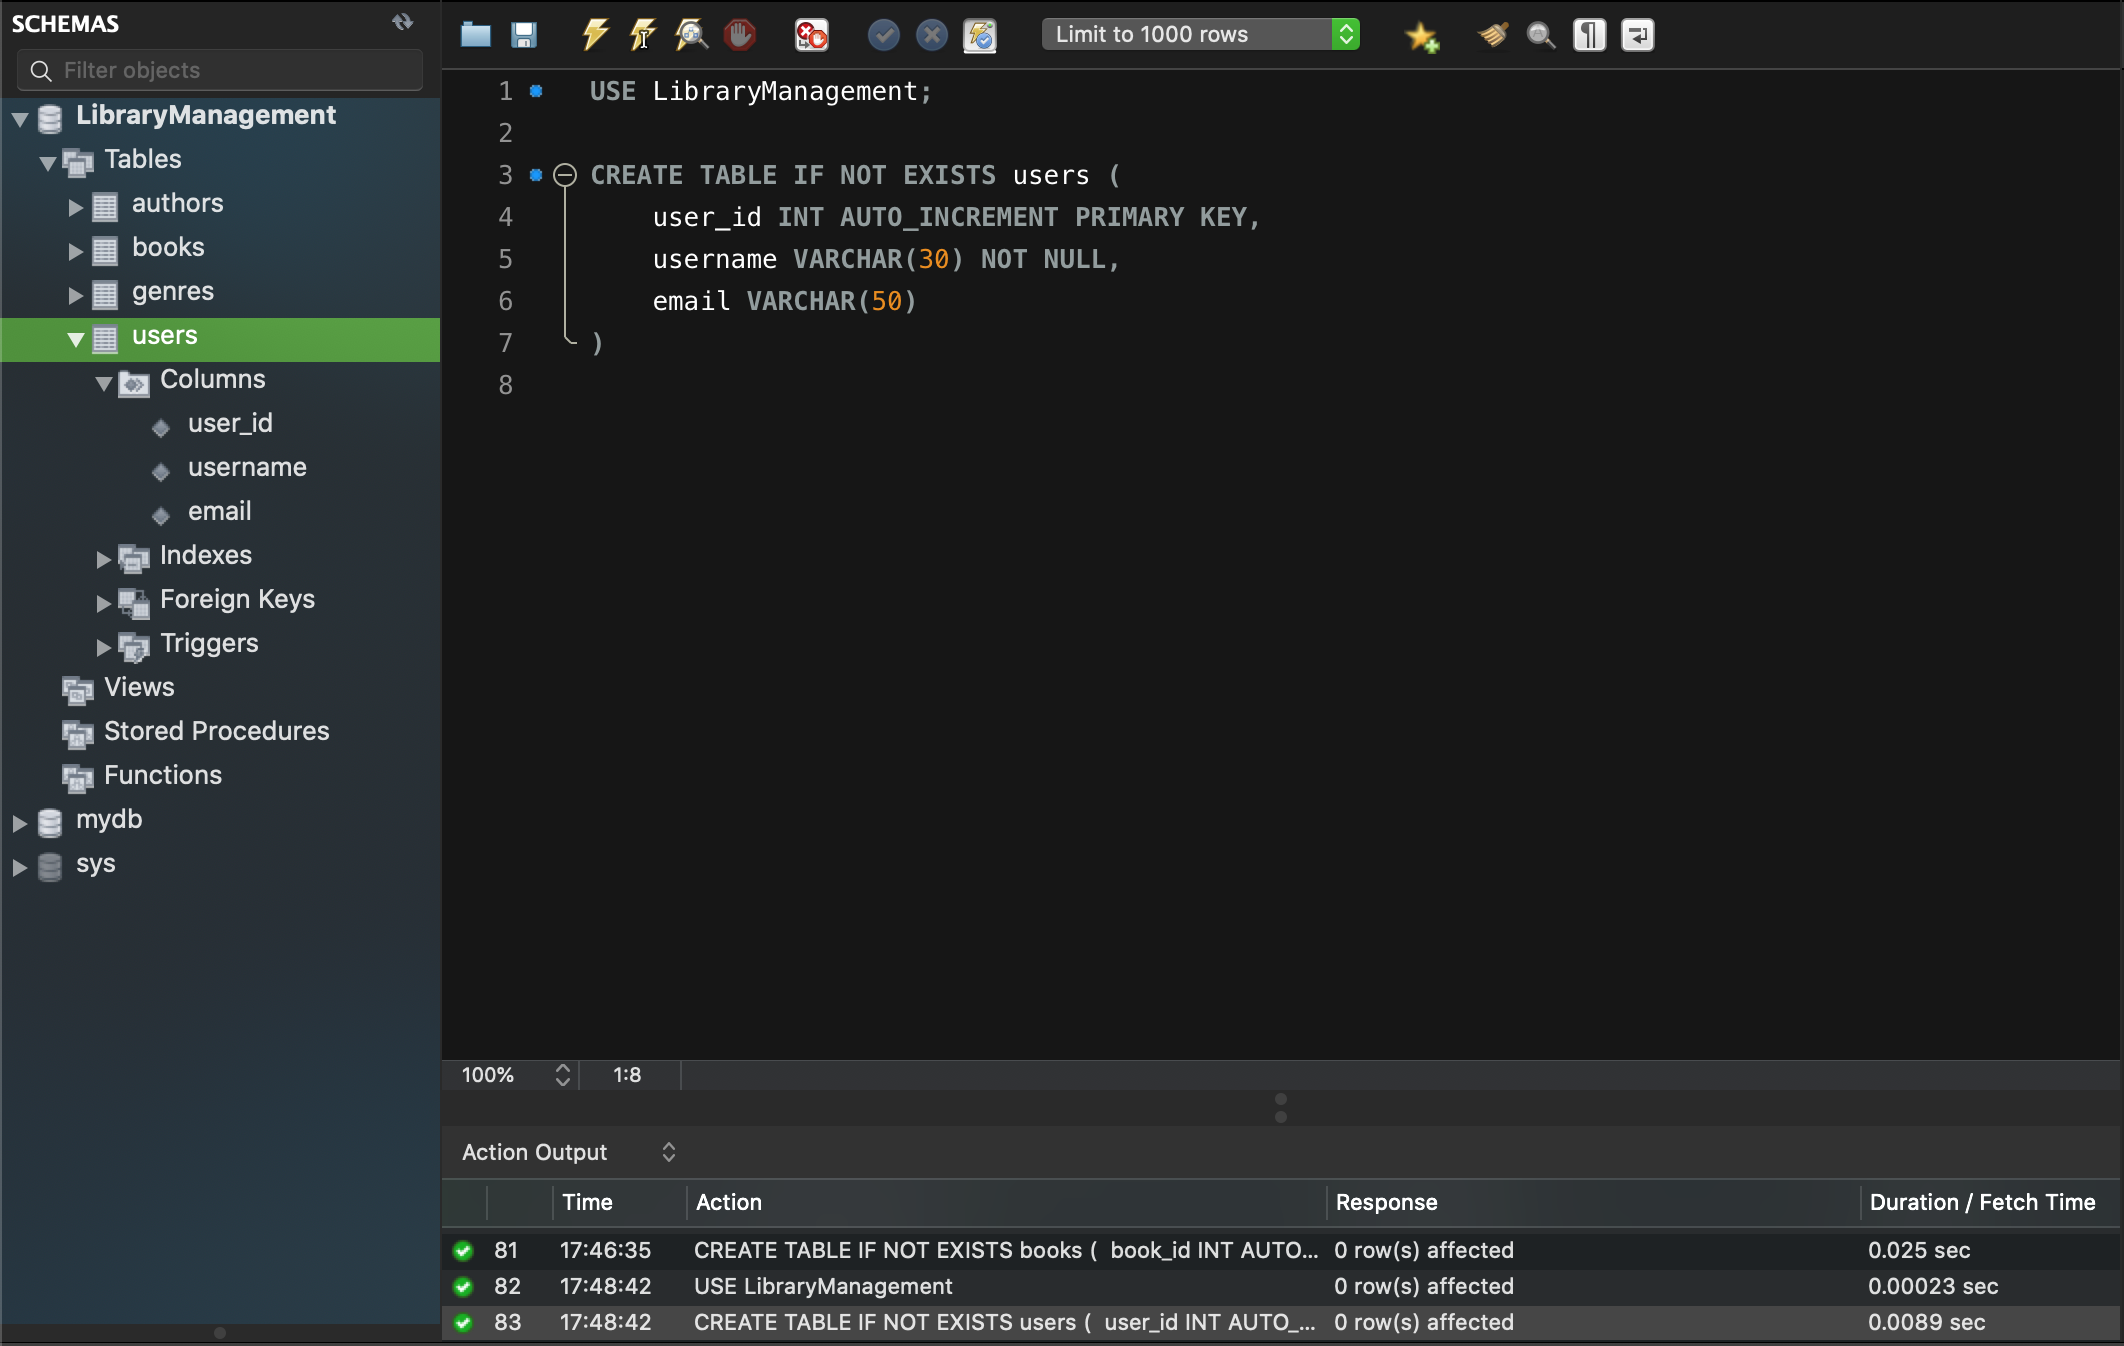 SCHEMAS
Filter objects
LibraryManagement
Tables
authors
books
genres
users
Columns
user_id
username
email
Indexes
Foreign Keys
Triggers
Views
Stored Procedures
Functions
mydb
sys
Limit to 1000 rows
1 USE LibraryManagement;
2
3 CREATE TABLE IF NOT EXISTS users (
4 user_id INT AUTO_INCREMENT PRIMARY KEY,
5 username VARCHAR(30) NOT NULL,
6 email VARCHAR(50)
7 )
8
100% 1:8
Action Output
Time Action Response Duration / Fetch Time
81 17:46:35 CREATE TABLE IF NOT EXISTS books ( book_id INT AUTO... 0 row(s) affected 0.025 sec
82 17:48:42 USE LibraryManagement 0 row(s) affected 0.00023 sec
83 17:48:42 CREATE TABLE IF NOT EXISTS users ( user_id INT AUTO_... 0 row(s) affected 0.0089 sec